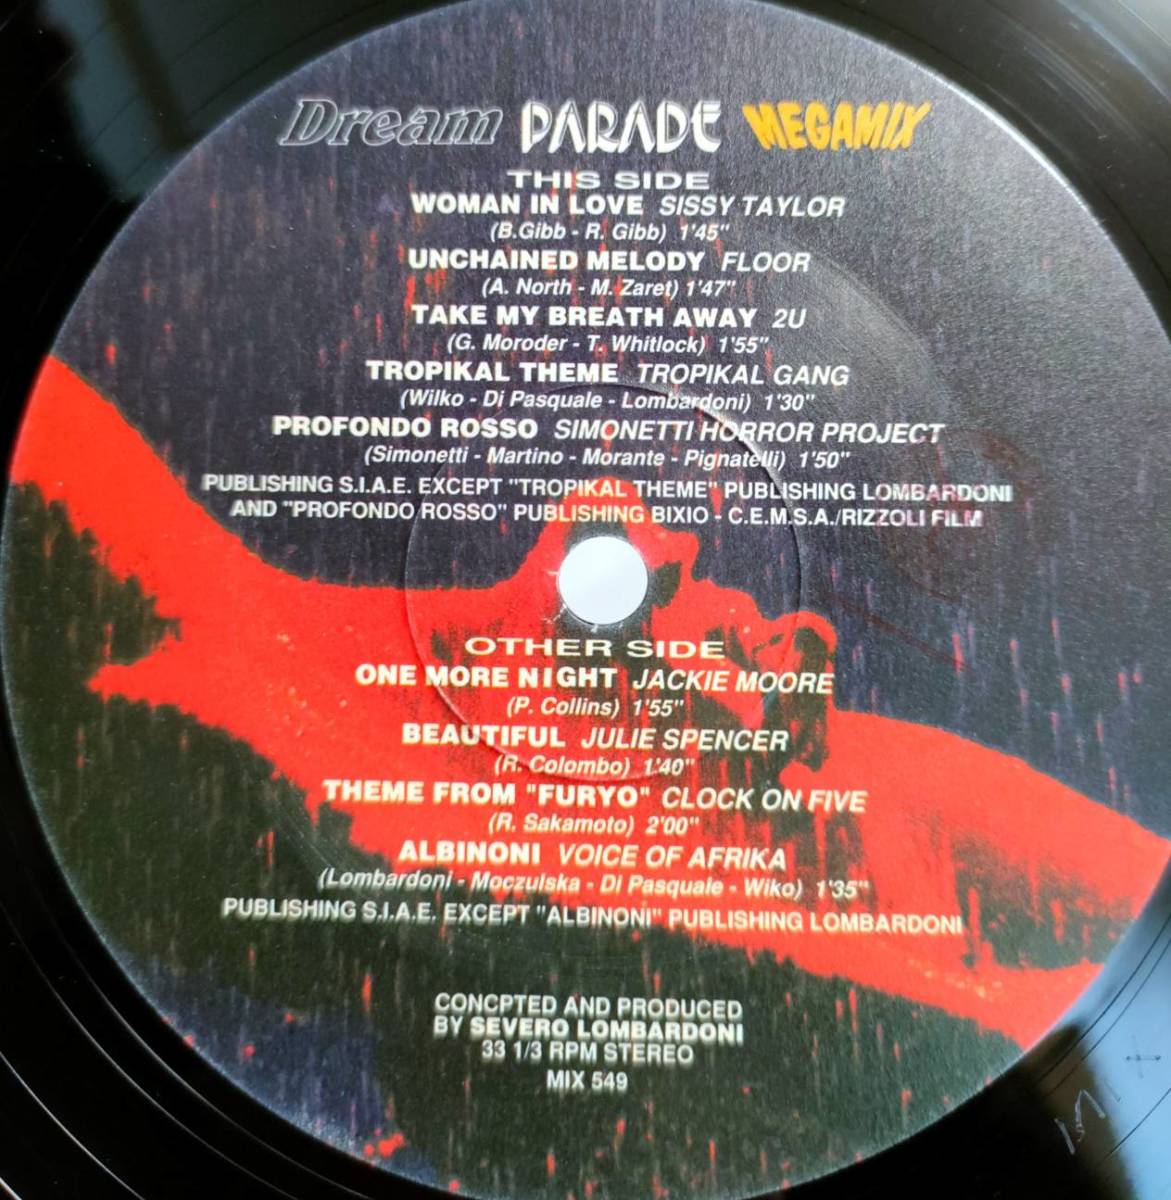 Dream PARADE MEGAMIX
THIS SIDE
WOMAN IN LOVE SISSY TAYLOR
(B.Gibb - R. Gibb) 1'45"
UNCHAINED MELODY FLOOR
(A. North - M. Zaret) 1'47"
TAKE MY BREATH AWAY 2U
(G. Moroder - T. Whitlock) 1'55"
TROPIKAL THEME TROPIKAL GANG
(Wilko - Di Pasquale - Lombardoni) 1'30"
PROFONDO ROSSO SIMONETTI HORROR PROJECT
(Simonetti - Martino - Morante - Pignatelli) 1'50"
PUBLISHING S.I.A.E. EXCEPT "TROPIKAL THEME" PUBLISHING LOMBARDONI
AND "PROFONDO ROSSO" PUBLISHING BIXIO - C.E.M.S.A./RIZZOLI FILM
OTHER SIDE
ONE MORE NIGHT JACKIE MOORE
(P. Collins) 1'55"
BEAUTIFUL JULIE SPENCER
(R. Colombo) 1'40"
THEME FROM "FURYO" CLOCK ON FIVE
(R. Sakamoto) 2'00"
ALBINONI VOICE OF AFRIKA
(Lombardoni - Moczulska - Di Pasquale - Wiko) 1'35"
PUBLISHING S.I.A.E. EXCEPT "ALBINONI" PUBLISHING LOMBARDONI
CONCPTED AND PRODUCED
BY SEVERO LOMBARDONI
33 1/3 RPM STEREO
MIX 549